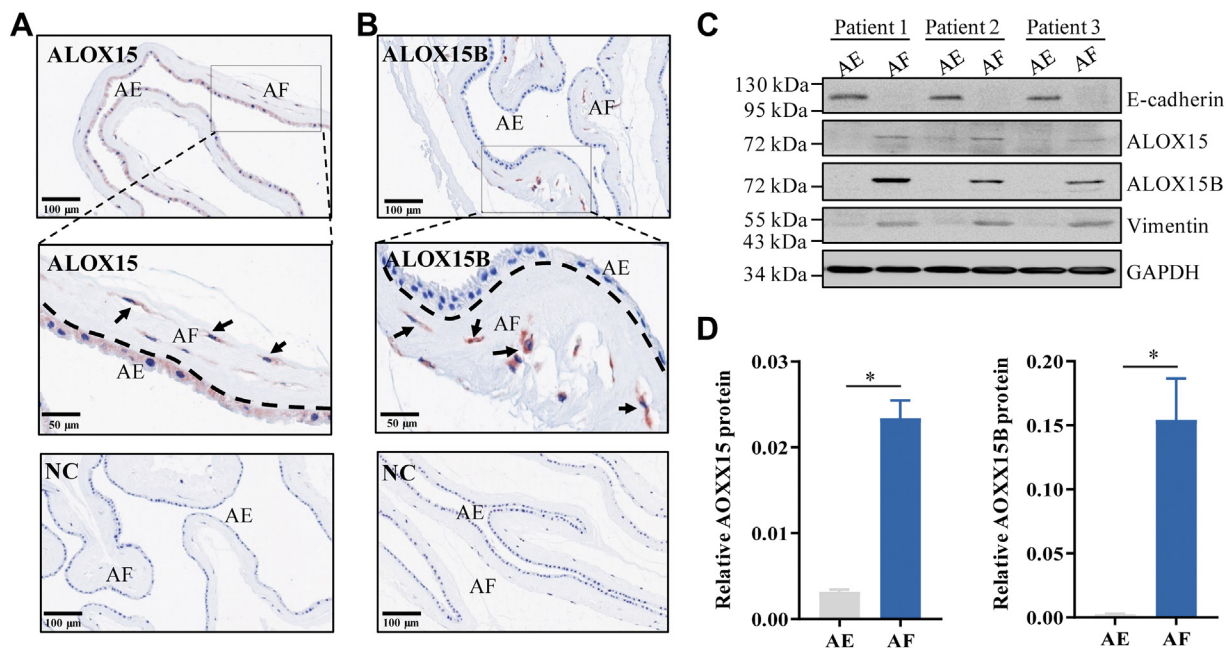 A
ALOX15
AE
AF
100 µm
ALOX15
AF
AE
50 µm
NC
AE
AF
100 µm
B
ALOX15B
AE
AF
100 µm
ALOX15B
AE
AF
50 µm
NC
AE
AF
100 µm
C
Patient 1 Patient 2 Patient 3
AE AF AE AF AE AF
130 kDa
95 kDa
E-cadherin
72 kDa
ALOX15
72 kDa
ALOX15B
55 kDa
43 kDa
Vimentin
34 kDa
GAPDH
D
Relative AOXX15 protein
0.03
0.02
0.01
0.00
*
AE AF
Relative AOXX15B protein
0.20
0.15
0.10
0.05
0.00
*
AE AF